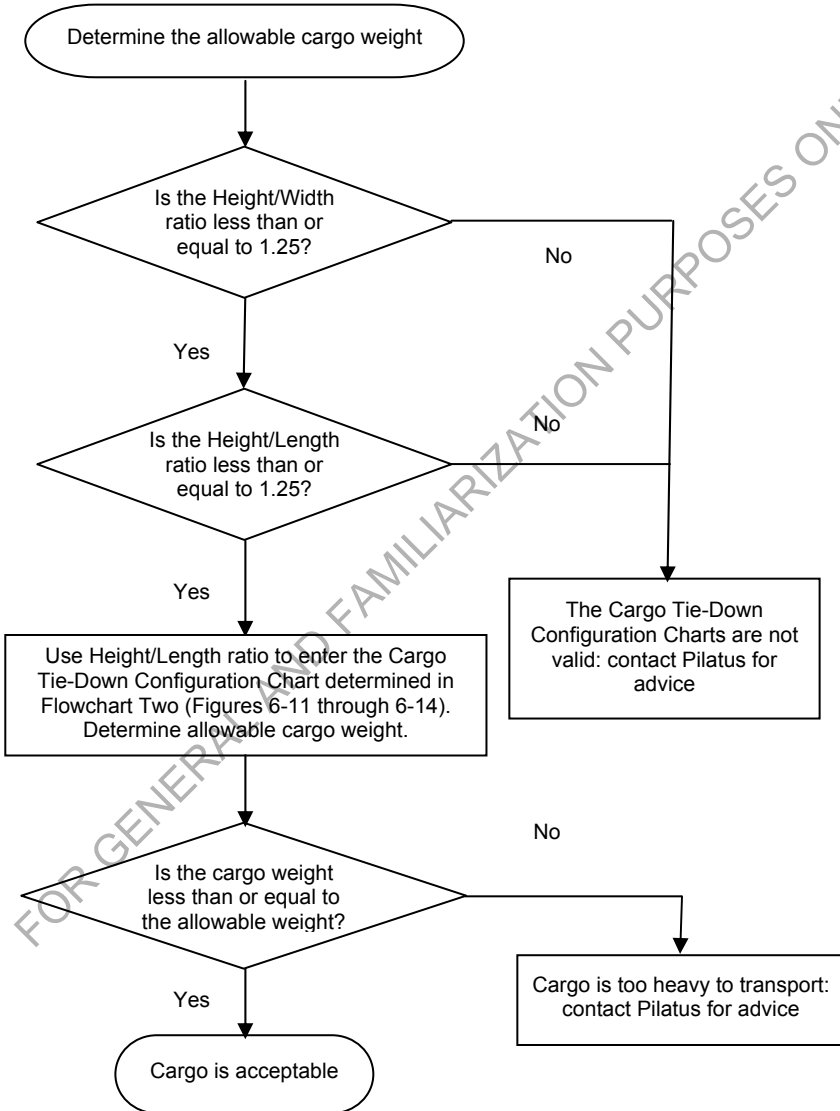 Determine the allowable cargo weight
Is the Height/Width
ratio less than or
equal to 1.25?
No
Yes
Is the Height/Length
ratio less than or
equal to 1.25?
No
Yes
The Cargo Tie-Down
Configuration Charts are not
valid: contact Pilatus for
advice
Use Height/Length ratio to enter the Cargo
Tie-Down Configuration Chart determined in
Flowchart Two (Figures 6-11 through 6-14).
Determine allowable cargo weight.
Is the cargo weight
less than or equal to
the allowable weight?
No
Yes
Cargo is too heavy to transport:
contact Pilatus for advice
Cargo is acceptable
FOR GENERAL AND FAMILIARIZATION PURPOSES